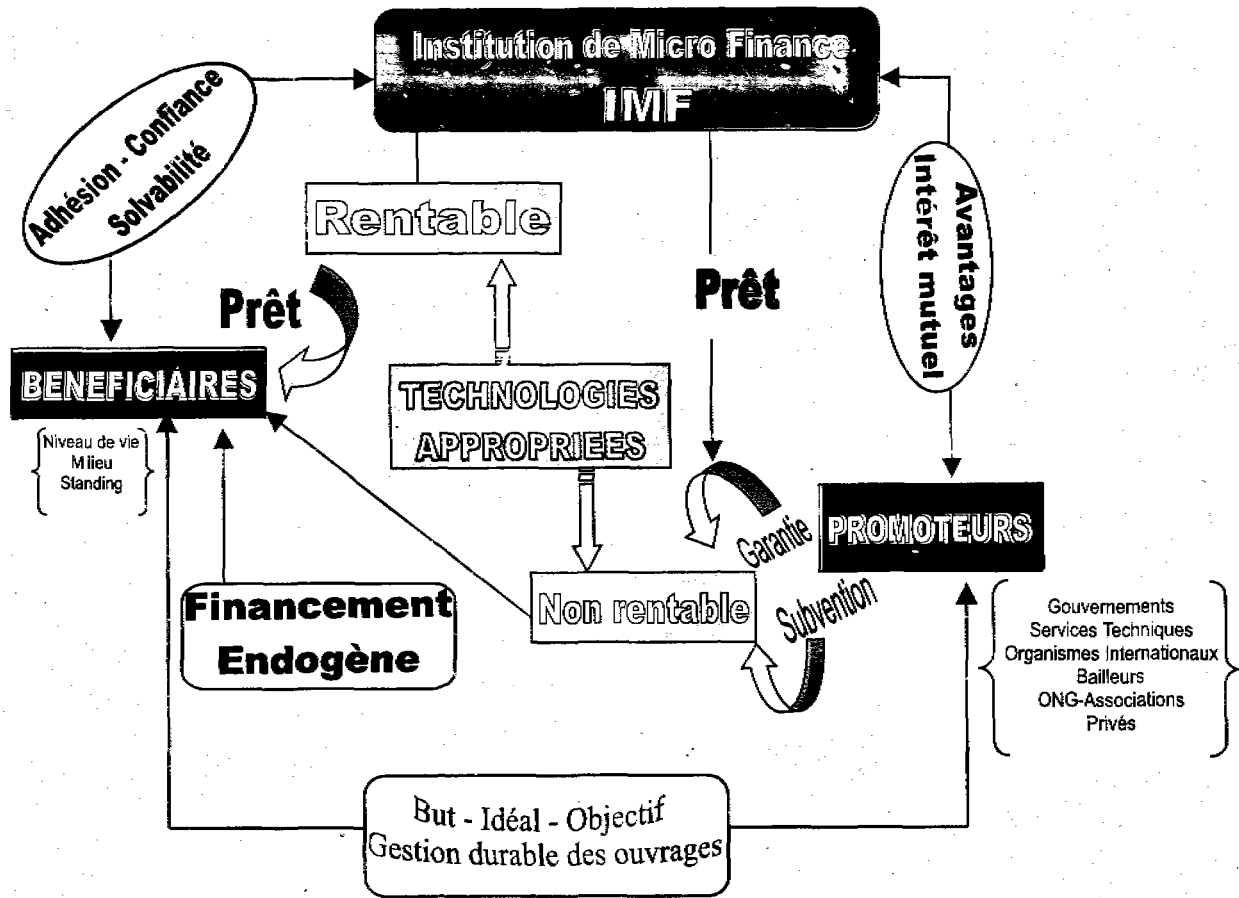 Institution de Micro Finance
IMF
Adhésion - Confiance
Solvabilité
Rentable
Avantages
Intérêt mutuel
Prêt
Prêt
BENEFICIAIRES
TECHNOLOGIES
APPROPRIEES
Niveau de vie
Milieu
Standing
Garantie
PROMOTEURS
Financement
Endogène
Non rentable
Subvention
Gouvernements
Services Techniques
Organismes Internationaux
Bailleurs
ONG-Associations
Privés
But - Idéal - Objectif
Gestion durable des ouvrages